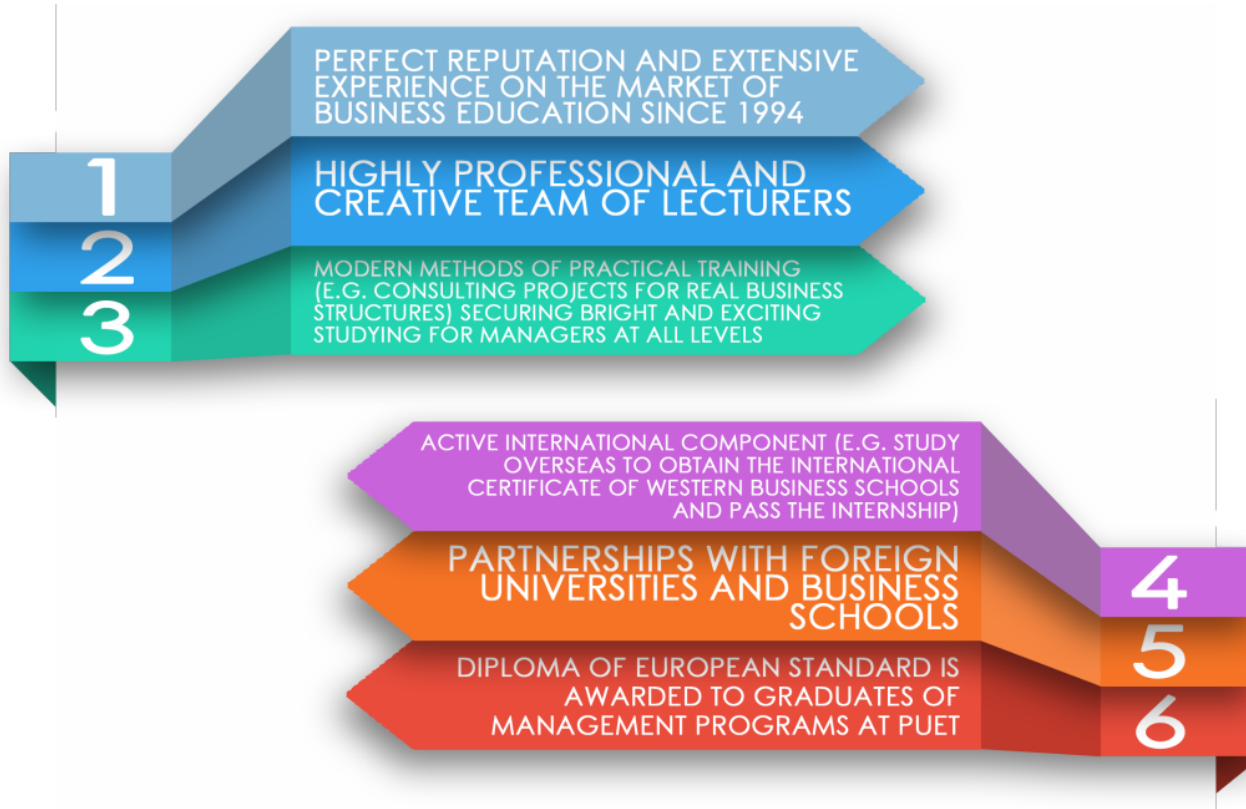 1
PERFECT REPUTATION AND EXTENSIVE
EXPERIENCE ON THE MARKET OF
BUSINESS EDUCATION SINCE 1994
2
HIGHLY PROFESSIONAL AND
CREATIVE TEAM OF LECTURERS
3
MODERN METHODS OF PRACTICAL TRAINING
(E.G. CONSULTING PROJECTS FOR REAL BUSINESS
STRUCTURES) SECURING BRIGHT AND EXCITING
STUDYING FOR MANAGERS AT ALL LEVELS
ACTIVE INTERNATIONAL COMPONENT (E.G. STUDY
OVERSEAS TO OBTAIN THE INTERNATIONAL
CERTIFICATE OF WESTERN BUSINESS SCHOOLS
AND PASS THE INTERNSHIP)
4
PARTNERSHIPS WITH FOREIGN
UNIVERSITIES AND BUSINESS
SCHOOLS
5
DIPLOMA OF EUROPEAN STANDARD IS
AWARDED TO GRADUATES OF
MANAGEMENT PROGRAMS AT PUET
6